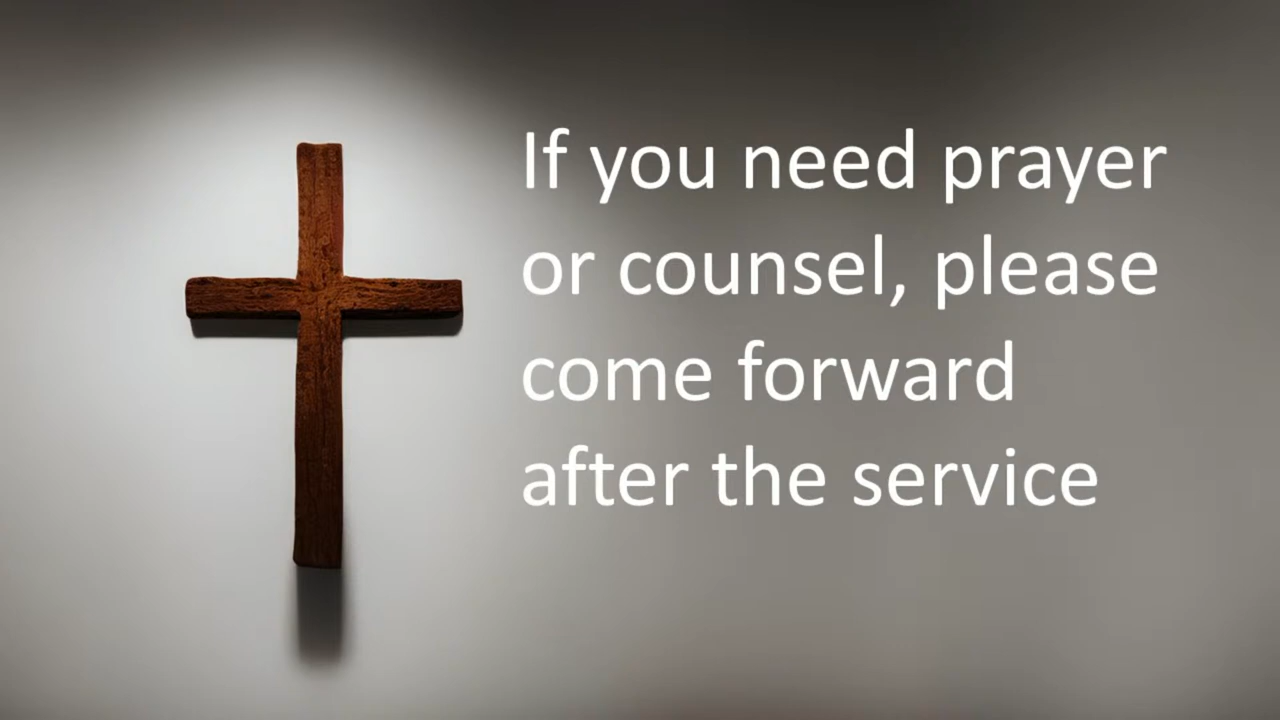 If you need prayer
or counsel, please
come forward
after the service